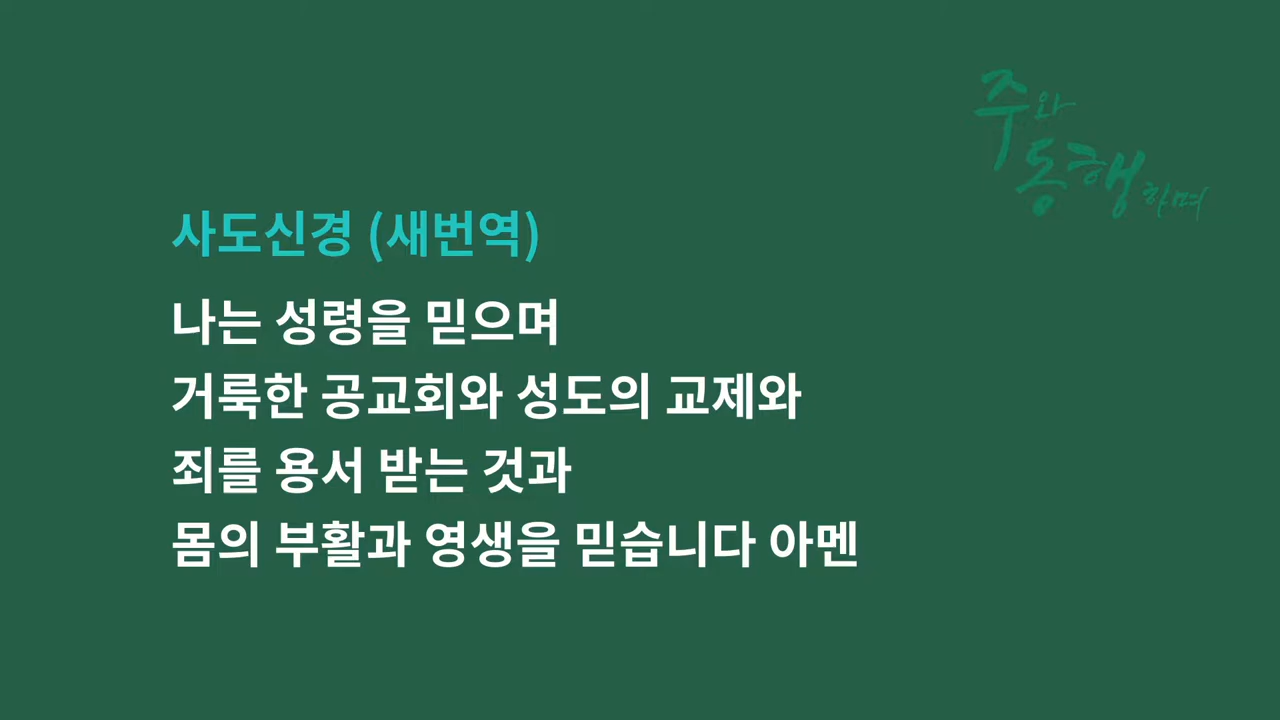 주와
동행하며
사도신경 (새번역)
나는 성령을 믿으며
거룩한 공교회와 성도의 교제와
죄를 용서 받는 것과
몸의 부활과 영생을 믿습니다 아멘